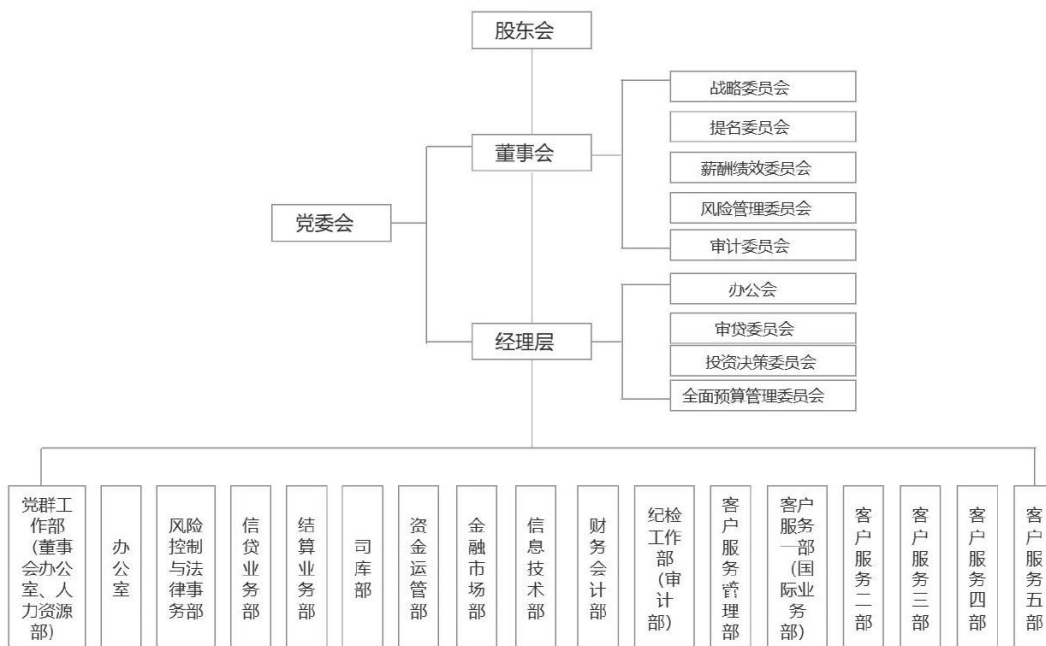 股东会
战略委员会
提名委员会
董事会
薪酬绩效委员会
风险管理委员会
党委会
审计委员会
办公会
审贷委员会
经理层
投资决策委员会
全面预算管理委员会
党群工
作部
（董事
会办公
室、人
力资源
部）
办公室
风险
控制
与法
律事
务部
信贷业务部
结算业务部
司库部
资金运管部
金融市场部
信息技术部
财务会计部
纪检
工作
部
（审
计
部）
客户服务管理部
客户
服务
一部
（国
际业
务
部）
客户服务二部
客户服务三部
客户服务四部
客户服务五部